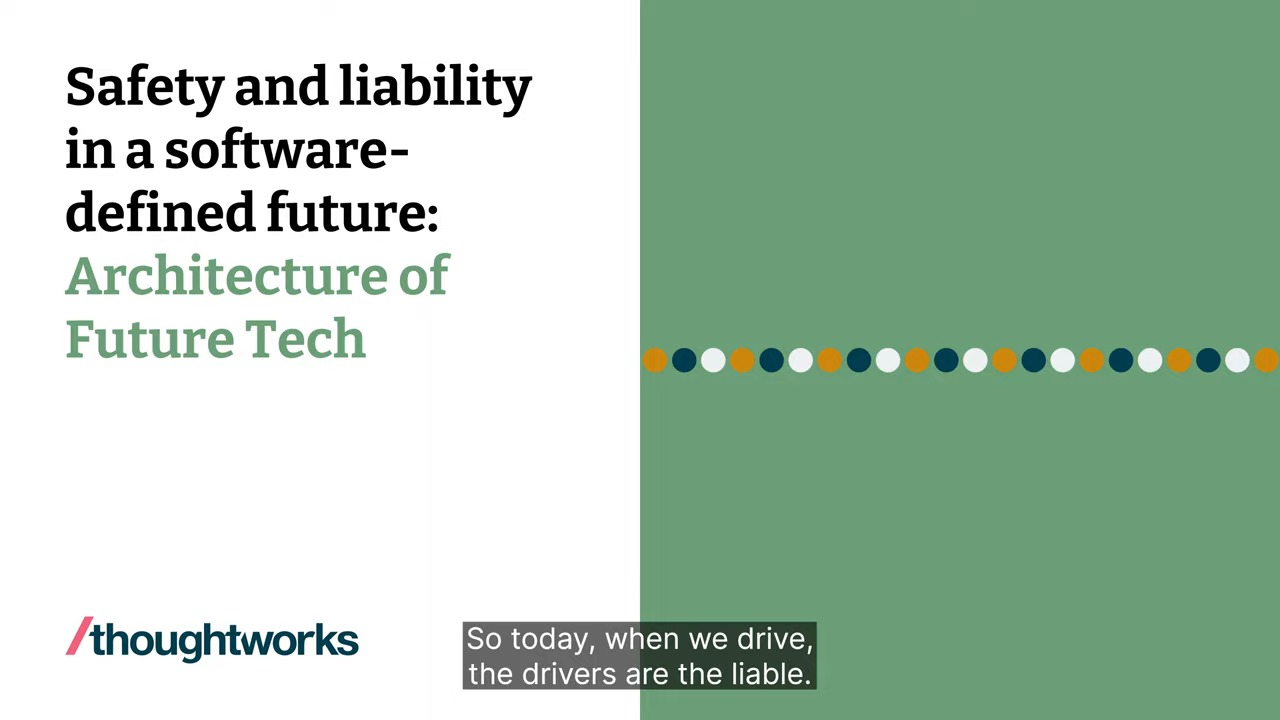 Safety and liability
in a software-
defined future:
Architecture of
Future Tech
/thoughtworks
So today, when we drive,
the drivers are the liable.